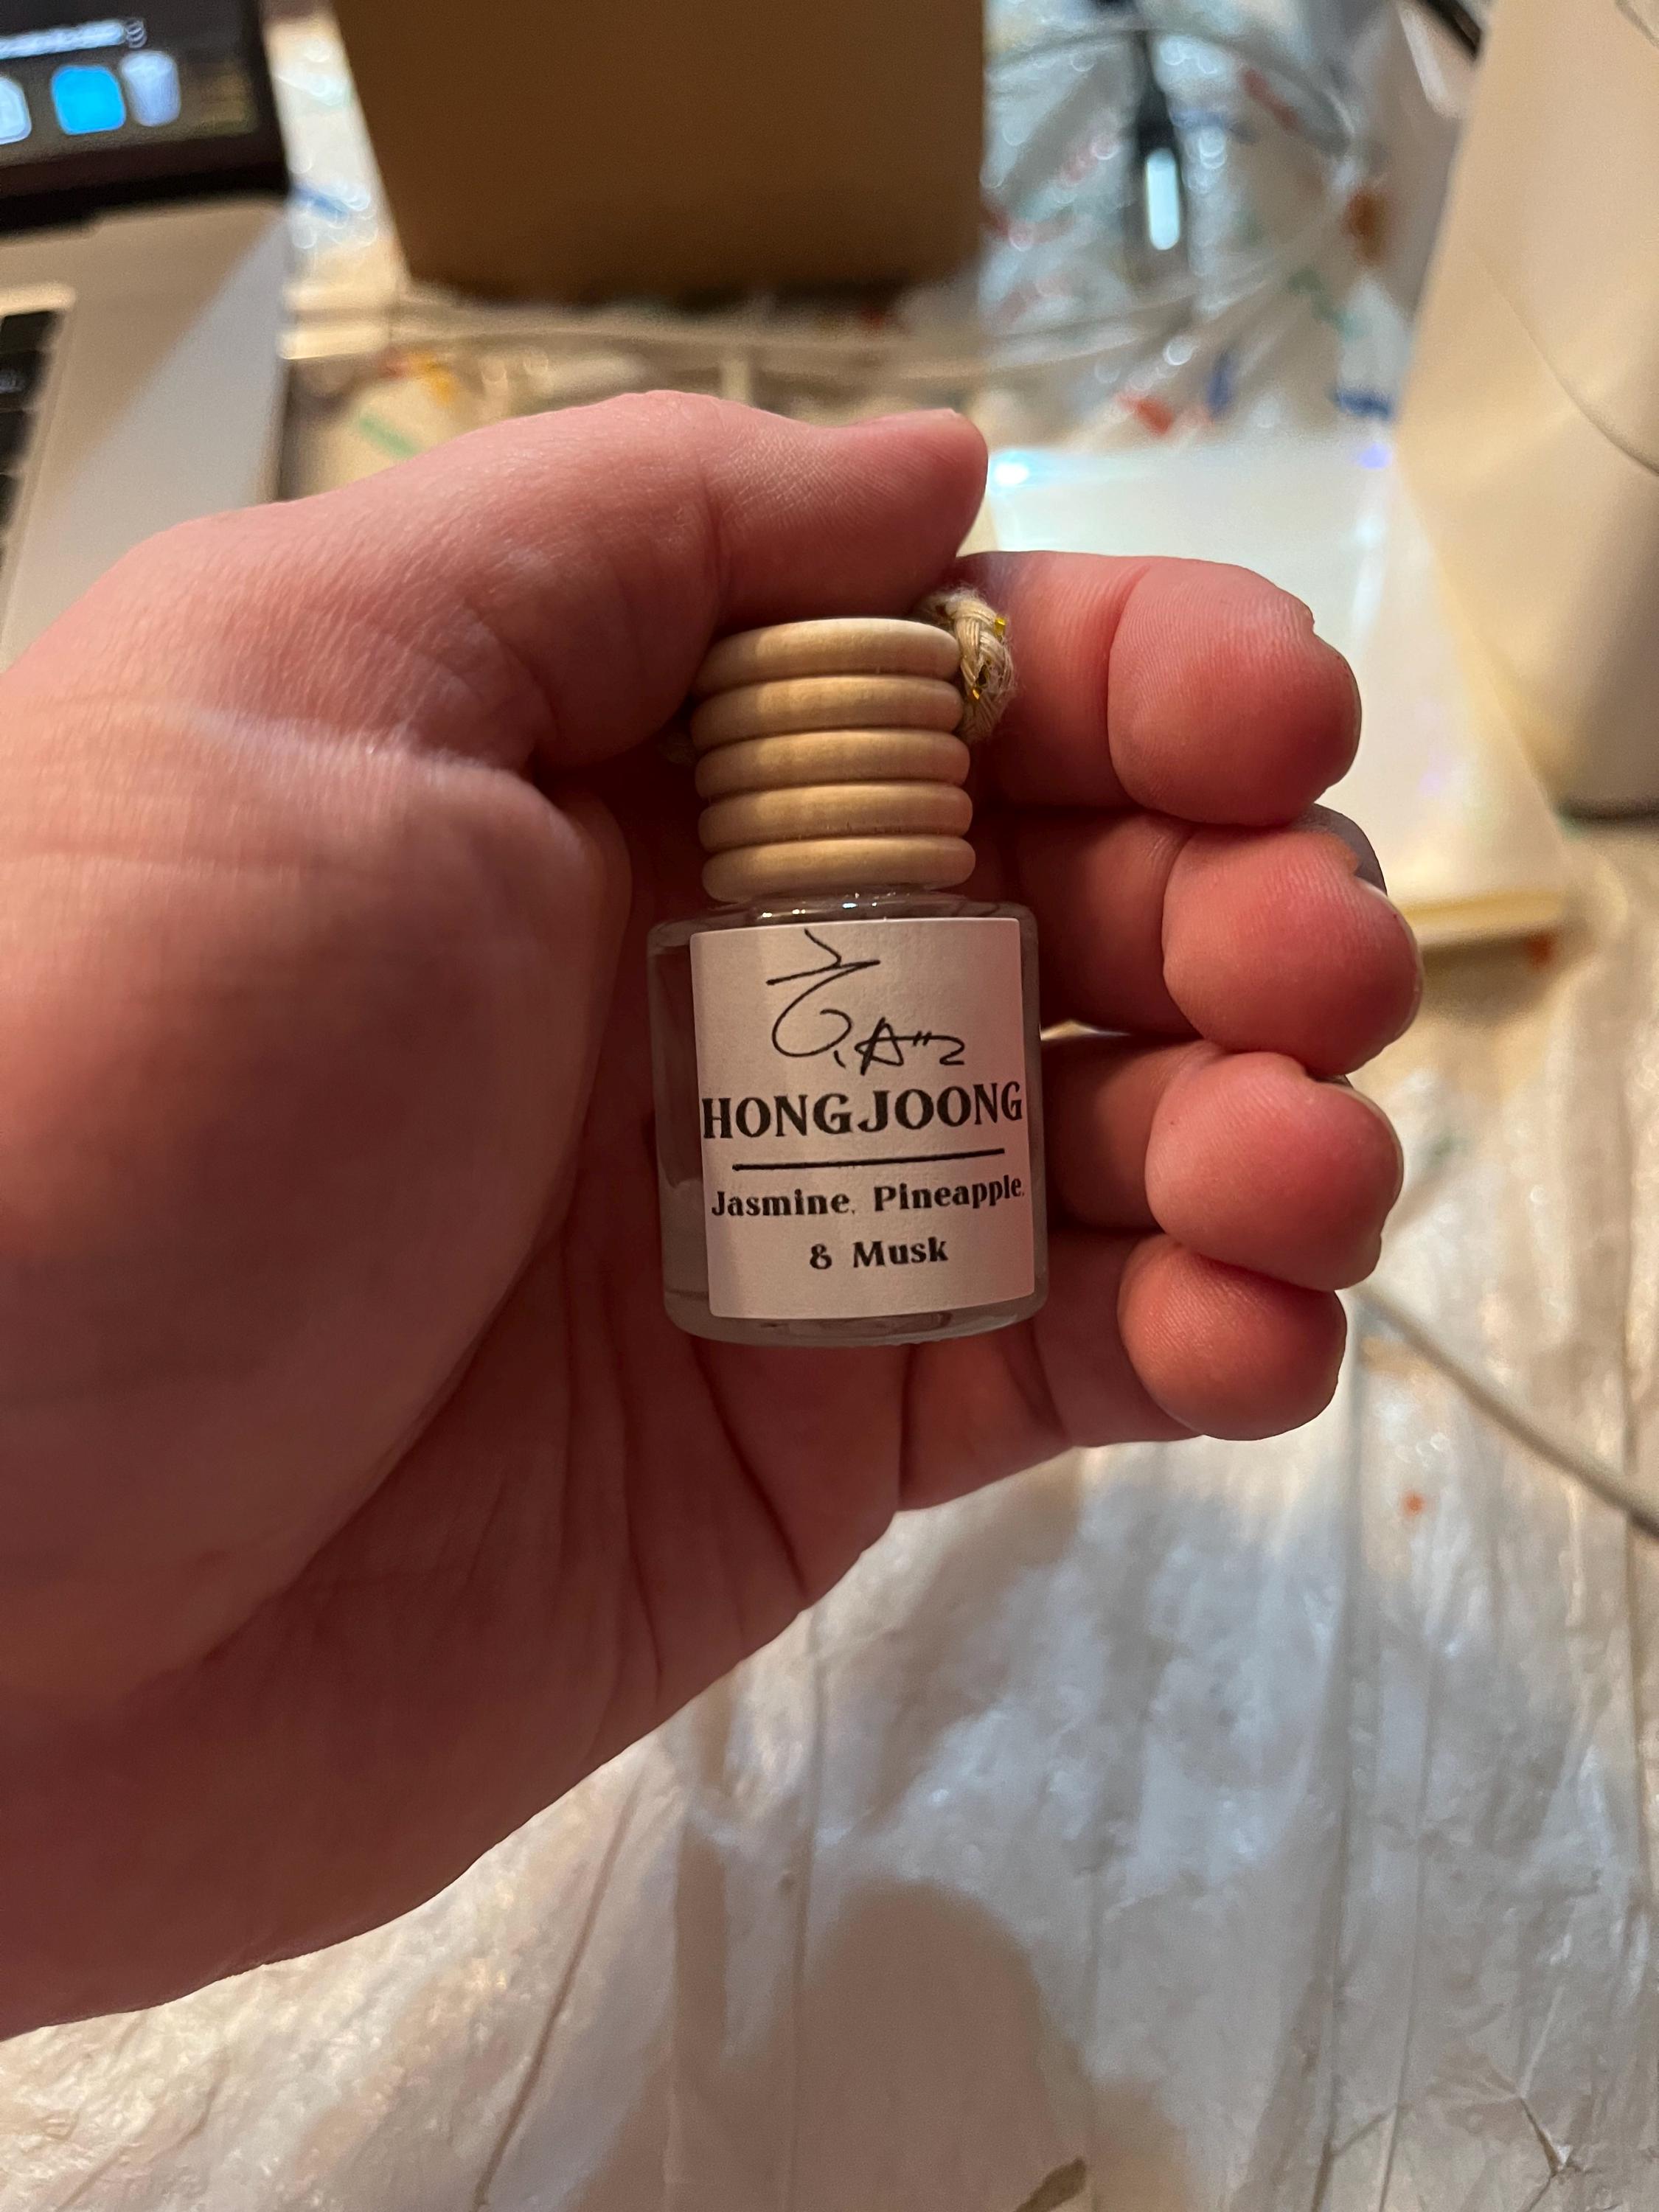 HONGJOONG
Jasmine, Pineapple,
& Musk